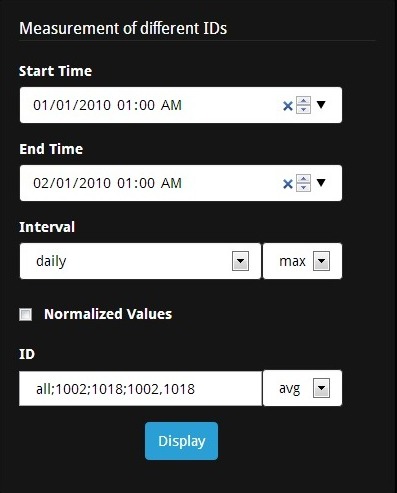 Measurement of different IDs
Start Time
01/01/2010 01:00 AM
End Time
02/01/2010 01:00 AM
Interval
daily max
Normalized Values
ID
all;1002;1018;1002,1018 avg
Display